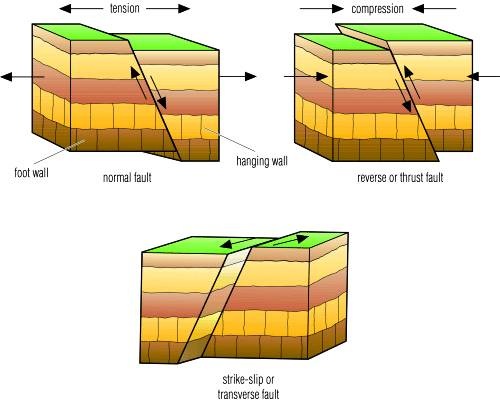 tension
compression
foot wall
hanging wall
normal fault
reverse or thrust fault
strike-slip or
transverse fault